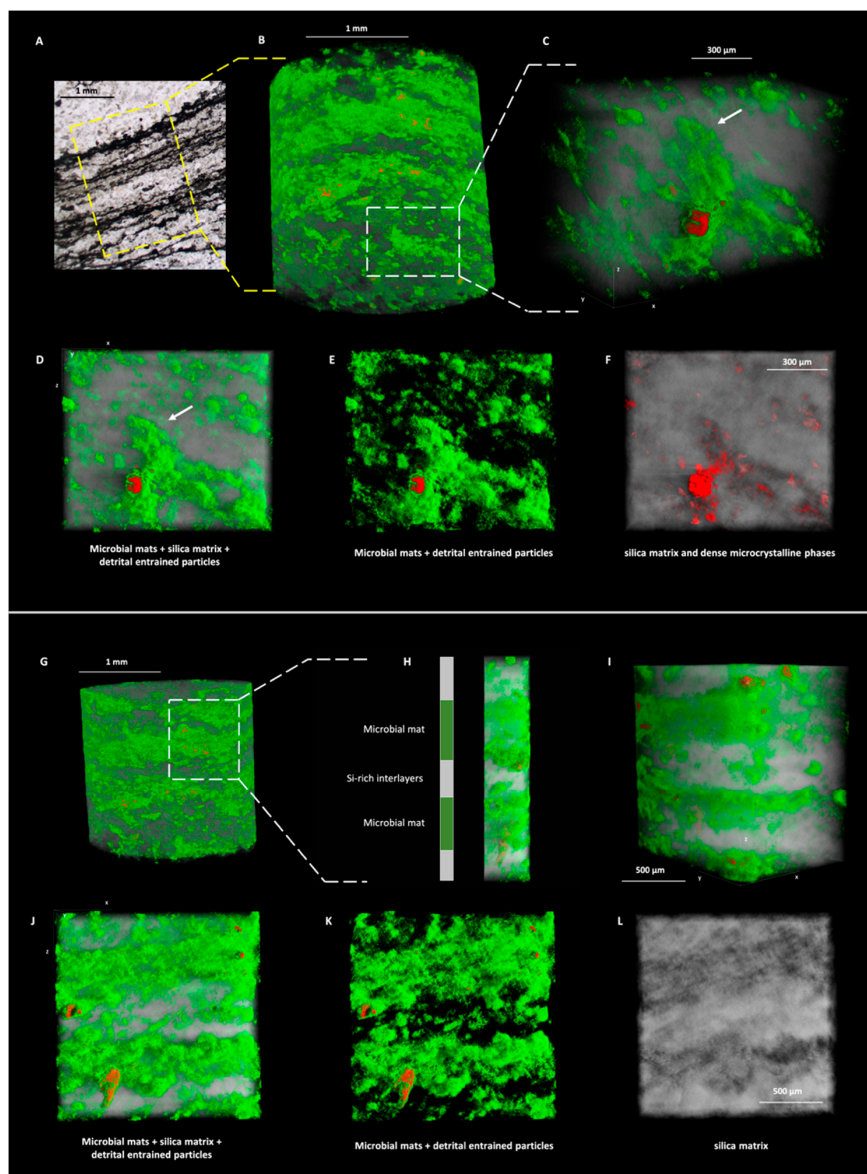 A
B
1 mm
C
300 µm
1 mm
z
y
x
D
x
y
z
E
F
300 µm
Microbial mats + silica matrix +
detrital entrained particles
Microbial mats + detrital entrained particles
silica matrix and dense microcrystalline phases
G
1 mm
H
I
Microbial mat
Si-rich interlayers
Microbial mat
z
500 µm
y
x
J
x
y
z
K
L
500 µm
Microbial mats + silica matrix +
detrital entrained particles
Microbial mats + detrital entrained particles
silica matrix